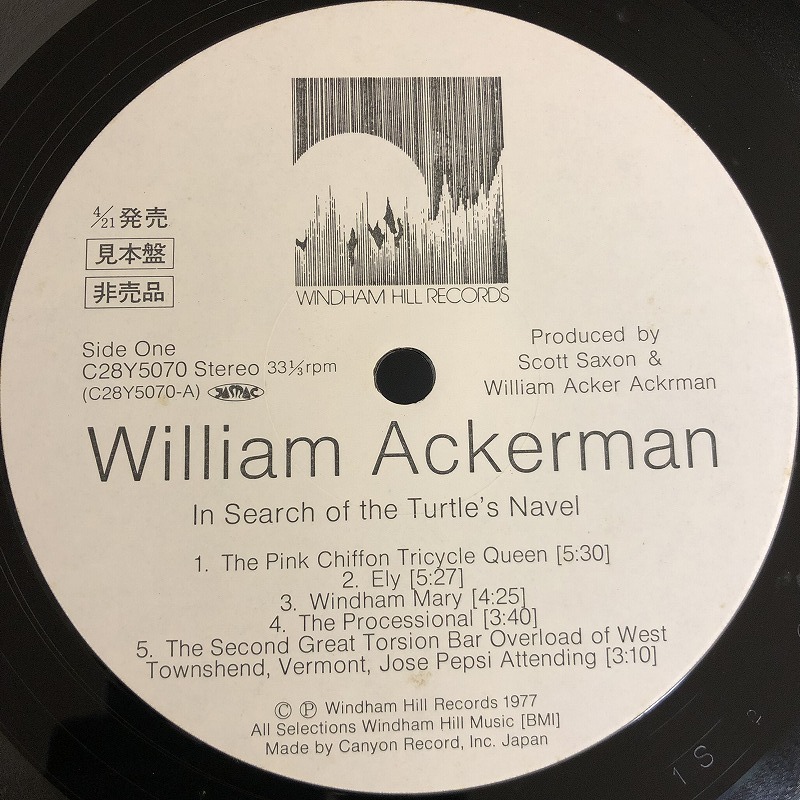 WINDHAM HILL RECORDS
4/21発売
見本盤
非売品
Side One
C28Y5070 Stereo 33⅓rpm
(C28Y5070-A) JASRAC
Produced by
Scott Saxon &
William Acker Ackrman
William Ackerman
In Search of the Turtle's Navel
1. The Pink Chiffon Tricycle Queen [5:30]
2. Ely [5:27]
3. Windham Mary [4:25]
4. The Processional [3:40]
5. The Second Great Torsion Bar Overload of West
Townshend, Vermont, Jose Pepsi Attending [3:10]
© ℗ Windham Hill Records 1977
All Selections Windham Hill Music [BMI]
Made by Canyon Record, Inc. Japan
1 S 2